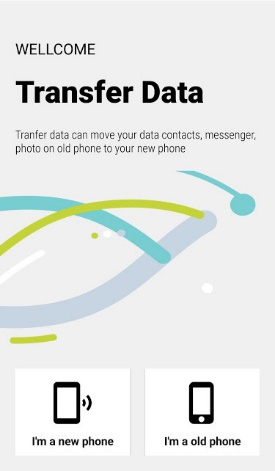 WELLCOME
Transfer Data
Tranfer data can move your data contacts, messenger,
photo on old phone to your new phone
I'm a new phone
I'm a old phone